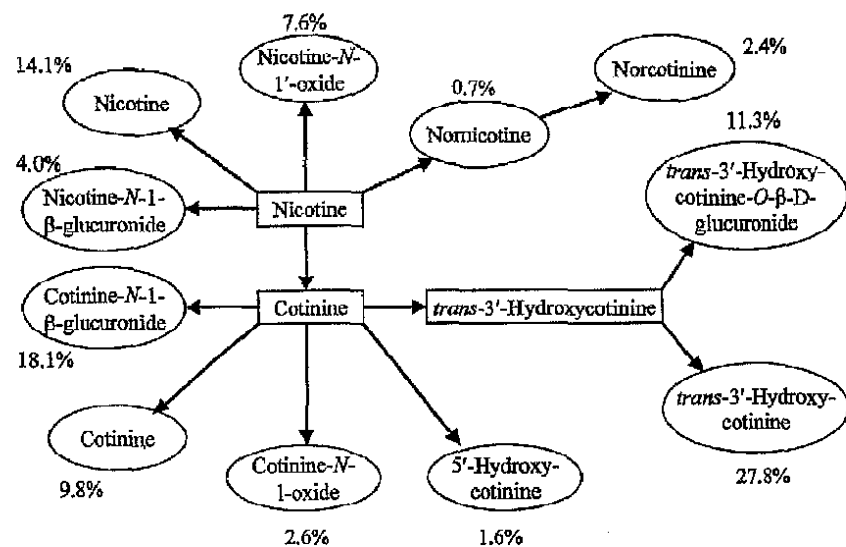 7.6%
Nicotine-N-
1′-oxide
2.4%
Norcotinine
14.1%
Nicotine
0.7%
Nornicotine
11.3%
trans-3′-Hydroxy-
cotinine-O-β-D-
glucuronide
4.0%
Nicotine-N-1-
β-glucuronide
Nicotine
Cotinine-N-1-
β-glucuronide
18.1%
Cotinine
trans-3′-Hydroxycotinine
trans-3′-Hydroxy-
cotinine
27.8%
Cotinine
9.8%
Cotinine-N-
1-oxide
2.6%
5′-Hydroxy-
cotinine
1.6%